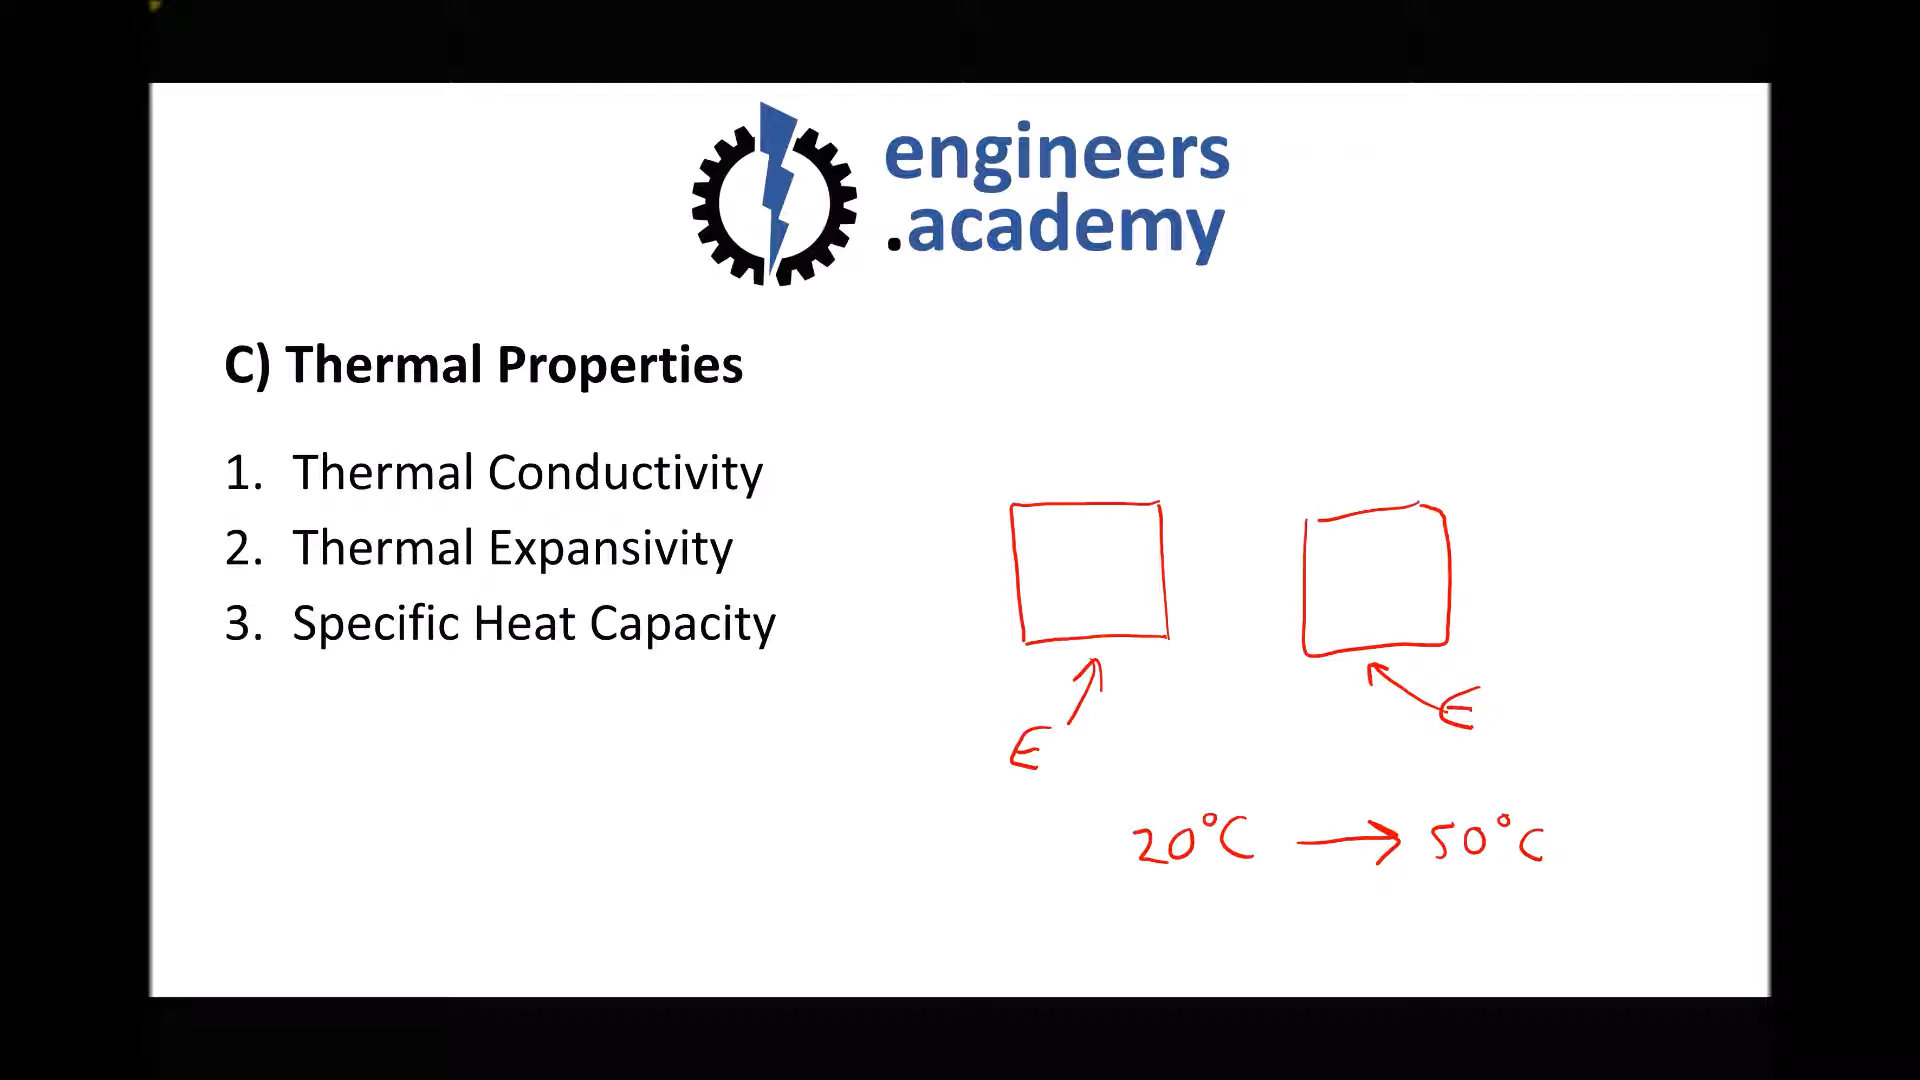 engineers
.academy
C) Thermal Properties
1. Thermal Conductivity
2. Thermal Expansivity
3. Specific Heat Capacity
E
E
20°C → 50°C